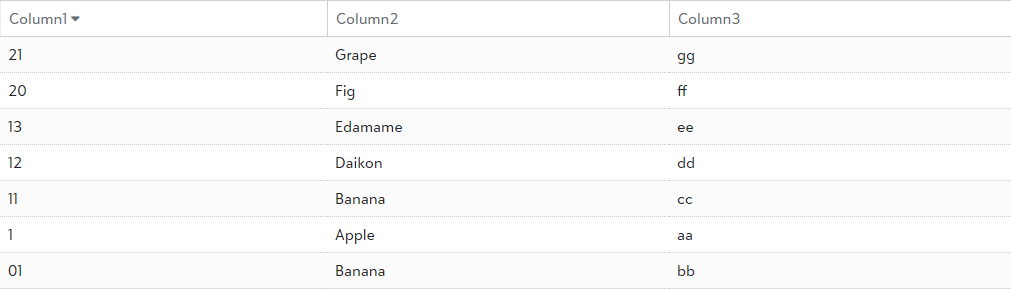 Column1 Column2 Column3
21 Grape gg
20 Fig ff
13 Edamame ee
12 Daikon dd
11 Banana cc
1 Apple aa
01 Banana bb